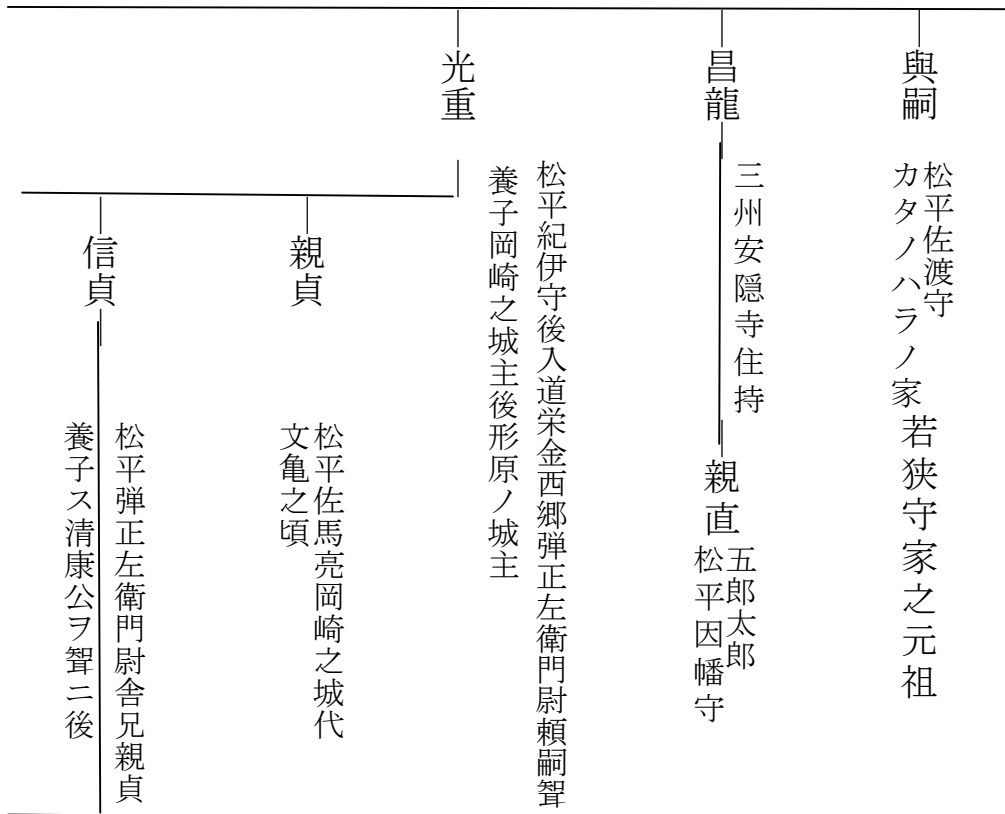 與嗣
松平佐渡守
カタノハラノ家
若狭守家之元祖
昌龍
三州安隠寺住持
親直
五郎太郎
松平因幡守
光重
松平紀伊守後入道栄金西郷弾正左衛門尉頼嗣聟
養子岡崎之城主後形原ノ城主
親貞
松平佐馬亮岡崎之城代
文亀之頃
信貞
松平弾正左衛門尉舎兄親貞
養子ス清康公ヲ聟ニ後